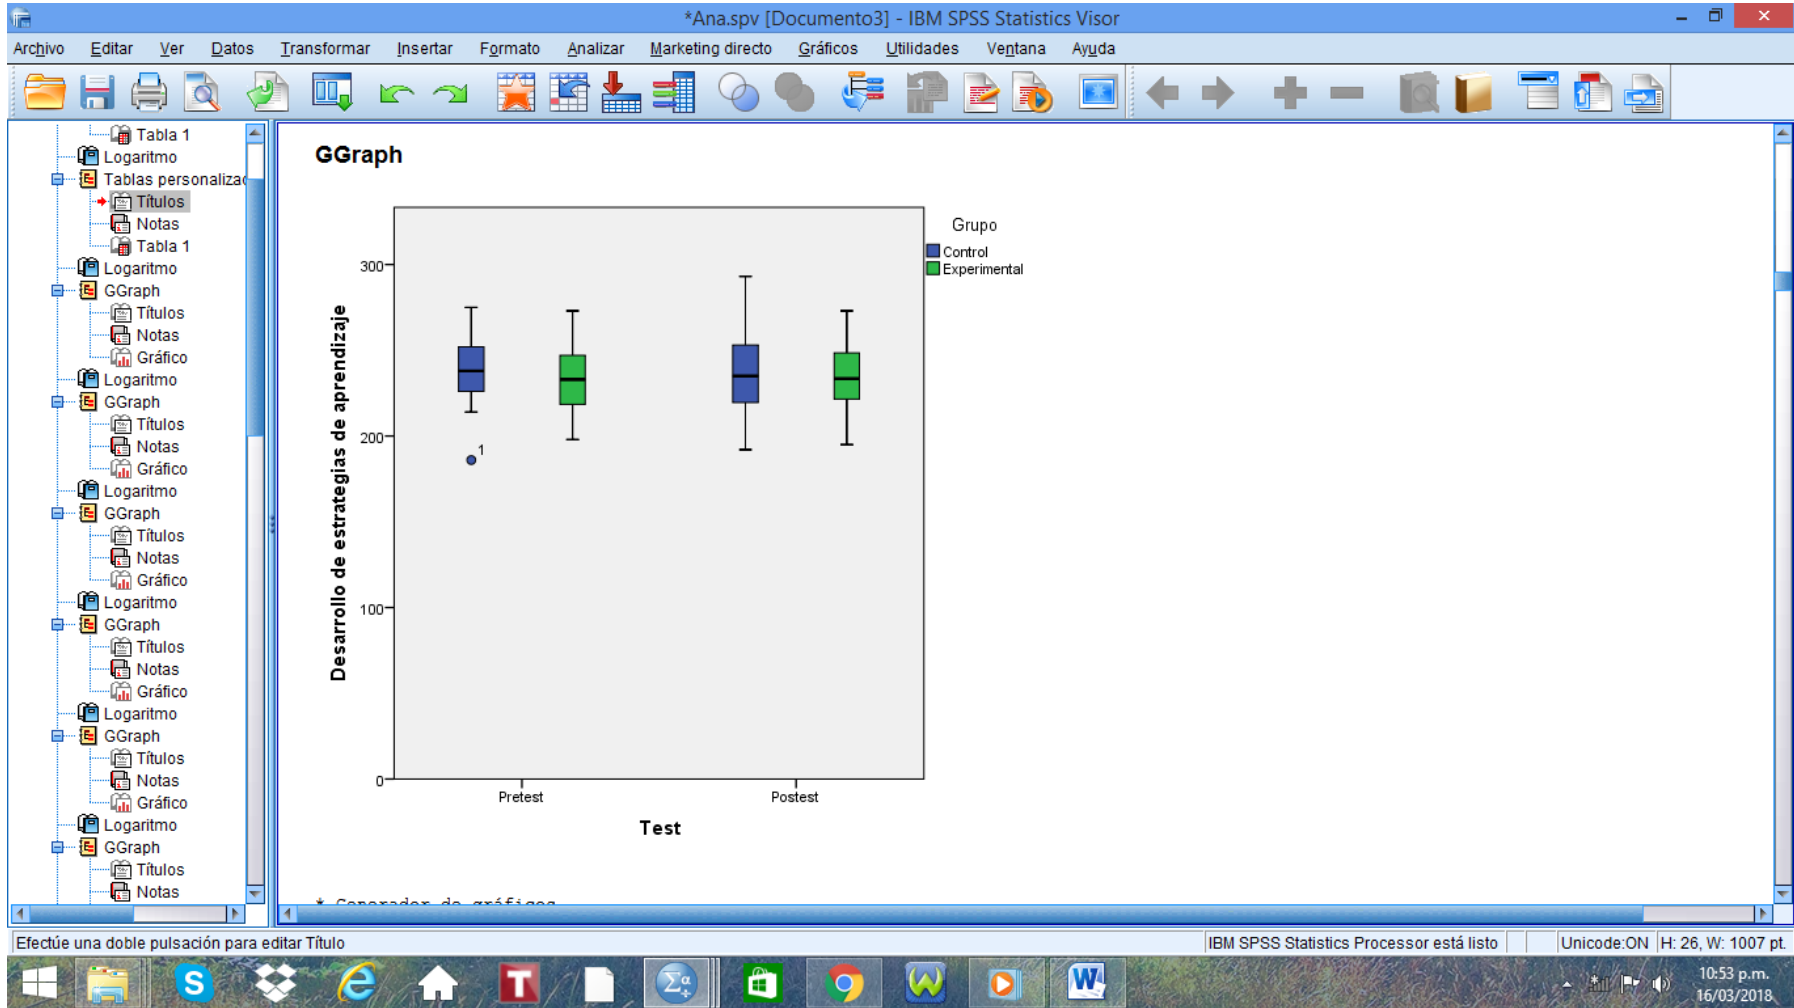 *Ana.spv [Documento3] - IBM SPSS Statistics Visor
Archivo Editar Ver Datos Transformar Insertar Formato Analizar Marketing directo Gráficos Utilidades Ventana Ayuda
Tabla 1
Logaritmo
Tablas personalizad
Títulos
Notas
Tabla 1
Logaritmo
GGraph
Títulos
Notas
Gráfico
Logaritmo
GGraph
Títulos
Notas
Gráfico
Logaritmo
GGraph
Títulos
Notas
Gráfico
Logaritmo
GGraph
Títulos
Notas
Gráfico
Logaritmo
GGraph
Títulos
Notas
Gráfico
Logaritmo
GGraph
Títulos
Notas
GGraph
Grupo
Control
Experimental
Desarrollo de estrategias de aprendizaje
300
200
100
0
1
Pretest Postest
Test
* Generador de gráficos
Efectúe una doble pulsación para editar Título
IBM SPSS Statistics Processor está listo
Unicode:ON
H: 26, W: 1007 pt.
10:53 p.m.
16/03/2018